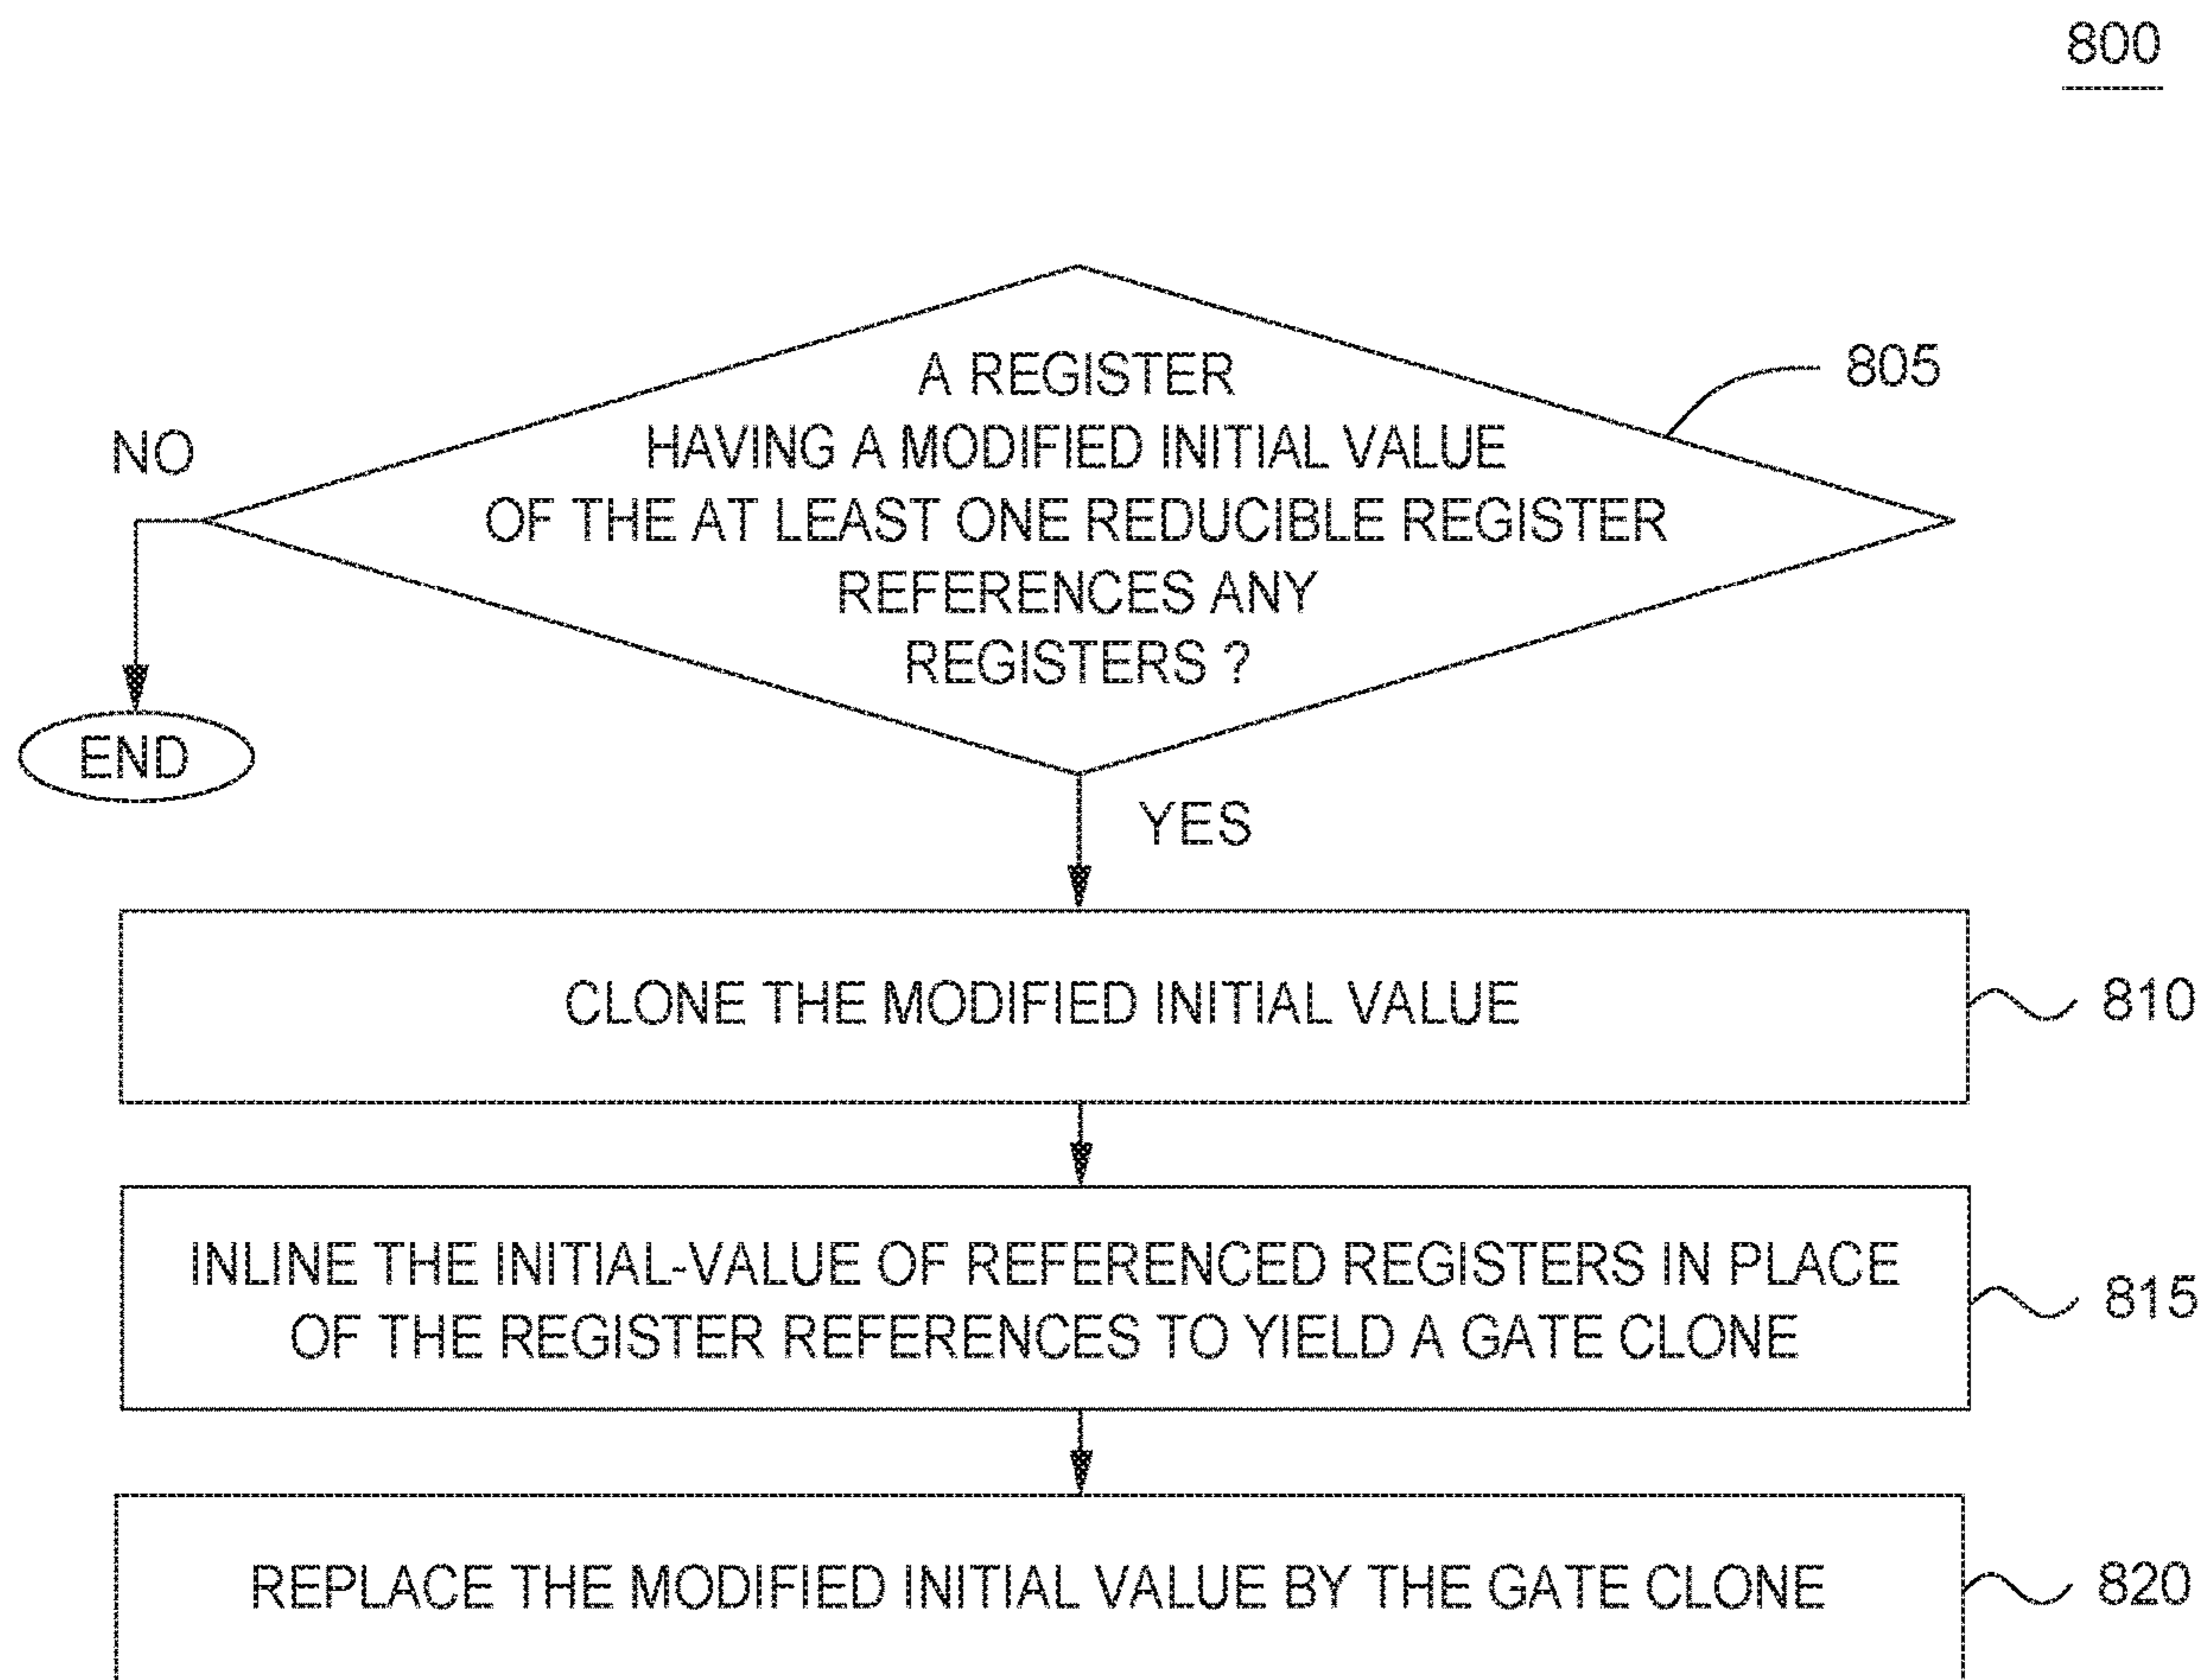 800
A REGISTER
HAVING A MODIFIED INITIAL VALUE
OF THE AT LEAST ONE REDUCIBLE REGISTER
REFERENCES ANY
REGISTERS ?
805
NO
END
YES
CLONE THE MODIFIED INITIAL VALUE
810
INLINE THE INITIAL-VALUE OF REFERENCED REGISTERS IN PLACE
OF THE REGISTER REFERENCES TO YIELD A GATE CLONE
815
REPLACE THE MODIFIED INITIAL VALUE BY THE GATE CLONE
820